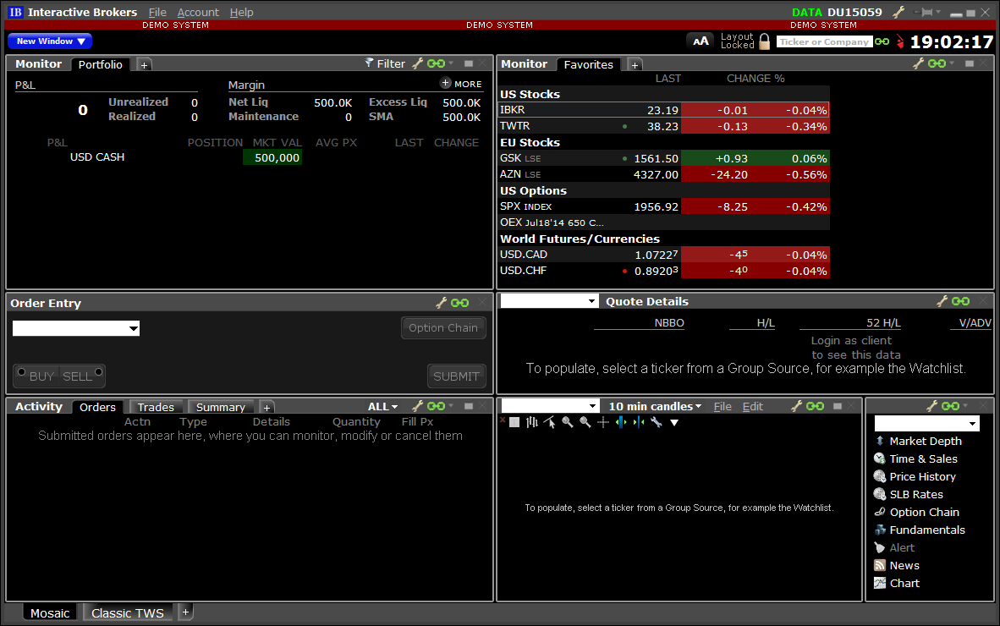 IB Interactive Brokers File Account Help DATA DU15059
DEMO SYSTEM DEMO SYSTEM DEMO SYSTEM
New Window ▼ AA Layout Locked Ticker or Company 19:02:17
Monitor Portfolio + Filter
P&L Margin + MORE
0 Unrealized 0 Net Liq 500.0K Excess Liq 500.0K
Realized 0 Maintenance 0 SMA 500.0K
P&L POSITION MKT VAL AVG PX LAST CHANGE
USD CASH 500,000
Monitor Favorites +
LAST CHANGE %
US Stocks
IBKR 23.19 -0.01 -0.04%
TWTR 38.23 -0.13 -0.34%
EU Stocks
GSK LSE 1561.50 +0.93 0.06%
AZN LSE 4327.00 -24.20 -0.56%
US Options
SPX INDEX 1956.92 -8.25 -0.42%
OEX Jul18'14 650 C...
World Futures/Currencies
USD.CAD 1.07227 -45 -0.04%
USD.CHF 0.89203 -40 -0.04%
Order Entry
Option Chain
BUY SELL SUBMIT
Quote Details
NBBO H/L 52 H/L V/ADV
Login as client
to see this data
To populate, select a ticker from a Group Source, for example the Watchlist.
Activity Orders Trades Summary + ALL
Actn Type Details Quantity Fill Px
Submitted orders appear here, where you can monitor, modify or cancel them
10 min candles File Edit
To populate, select a ticker from a Group Source, for example the Watchlist.
Market Depth
Time & Sales
Price History
SLB Rates
Option Chain
Fundamentals
Alert
News
Chart
Mosaic Classic TWS +